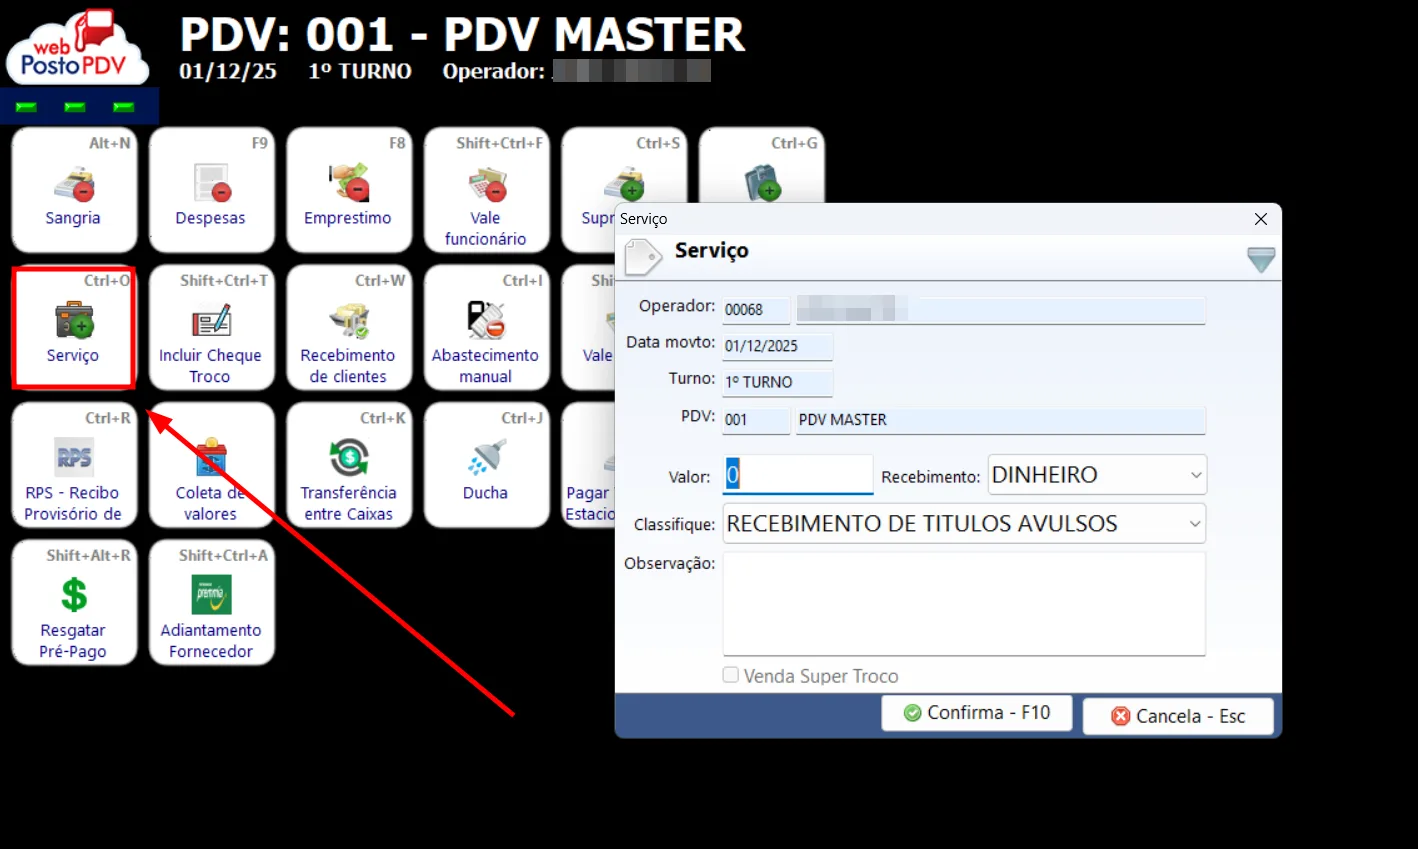 web
PostoPDV
PDV: 001 - PDV MASTER
01/12/25 1º TURNO Operador:
Alt+N
Sangria
F9
Despesas
F8
Emprestimo
Shift+Ctrl+F
Vale
funcionário
Ctrl+S
Supr
Ctrl+G
Ctrl+O
Serviço
Shift+Ctrl+T
Incluir Cheque
Troco
Ctrl+W
Recebimento
de clientes
Ctrl+I
Abastecimento
manual
Shi
Vale
Ctrl+R
RPS
RPS - Recibo
Provisório de
Coleta de
valores
Ctrl+K
Transferência
entre Caixas
Ctrl+J
Ducha
Pagar
Estacio
Shift+Alt+R
Resgatar
Pré-Pago
Shift+Ctrl+A
premmia
Adiantamento
Fornecedor
Serviço
Serviço
Operador: 00068
Data movto: 01/12/2025
Turno: 1º TURNO
PDV: 001 PDV MASTER
Valor: 0 Recebimento: DINHEIRO
Classifique: RECEBIMENTO DE TITULOS AVULSOS
Observação:
Venda Super Troco
Confirma - F10 Cancela - Esc